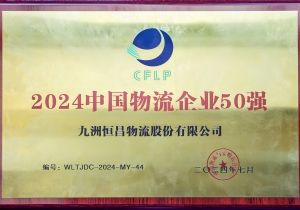 CFLP
2024中国物流企业50强
九洲恒昌物流股份有限公司
编号：WLTJDC-2024-MY-44
二〇二四年七月